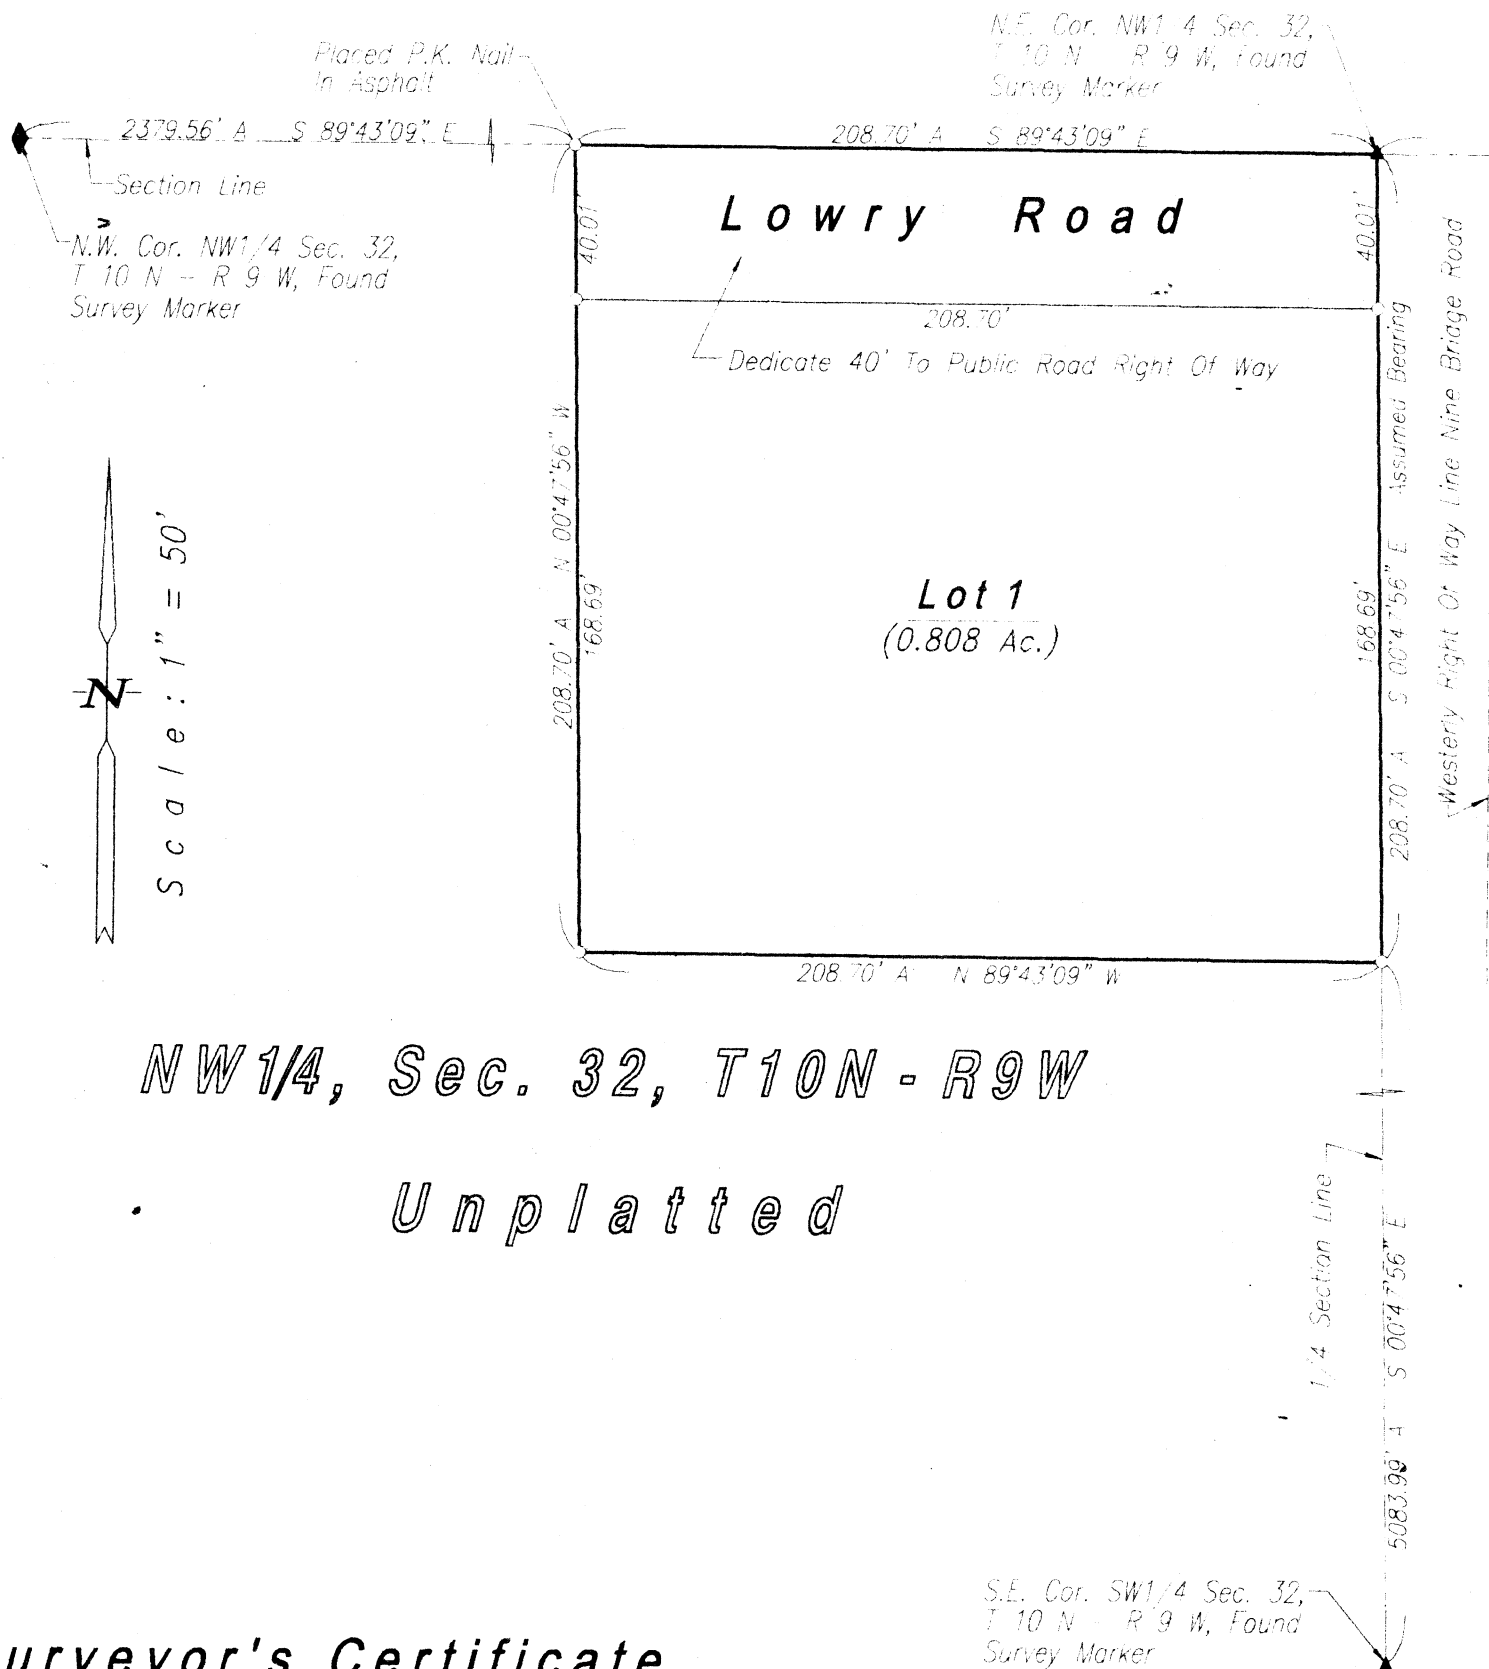 Placed P.K. Nail
In Asphalt
N.E. Cor. NW1 4 Sec. 32,
T 10 N R 9 W, Found
Survey Marker
2379.56' A S 89°43'09" E
208.70' A S 89°43'09" E
Section Line
N.W. Cor. NW1/4 Sec. 32,
T 10 N - R 9 W, Found
Survey Marker
Lowry Road
40.01'
40.01'
208.70'
Dedicate 40' To Public Road Right Of Way
Assumed Bearing
Westerly Right Of Way Line Nine Bridge Road
208.70' A N 00°47'56" W
168.69'
Scale: 1" = 50'
N
Lot 1
(0.808 Ac.)
168.69'
208.70' A S 00°47'56" E
208.70' A N 89°43'09" W
NW1/4, Sec. 32, T10N - R9W
Unplatted
1/4 Section Line
5083.99' A S 00°47'56" E
S.E. Cor. SW1/4 Sec. 32,
T 10 N - R 9 W, Found
Survey Marker
urveyor's Certificate